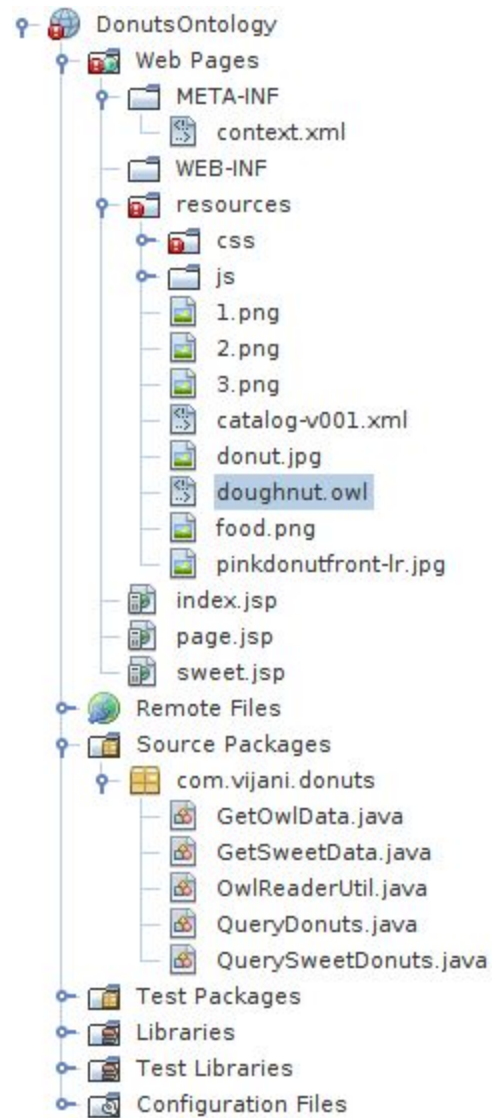 DonutsOntology
Web Pages
META-INF
context.xml
WEB-INF
resources
css
js
1.png
2.png
3.png
catalog-v001.xml
donut.jpg
doughnut.owl
food.png
pinkdonutfront-lr.jpg
index.jsp
page.jsp
sweet.jsp
Remote Files
Source Packages
com.vijani.donuts
GetOwlData.java
GetSweetData.java
OwlReaderUtil.java
QueryDonuts.java
QuerySweetDonuts.java
Test Packages
Libraries
Test Libraries
Configuration Files